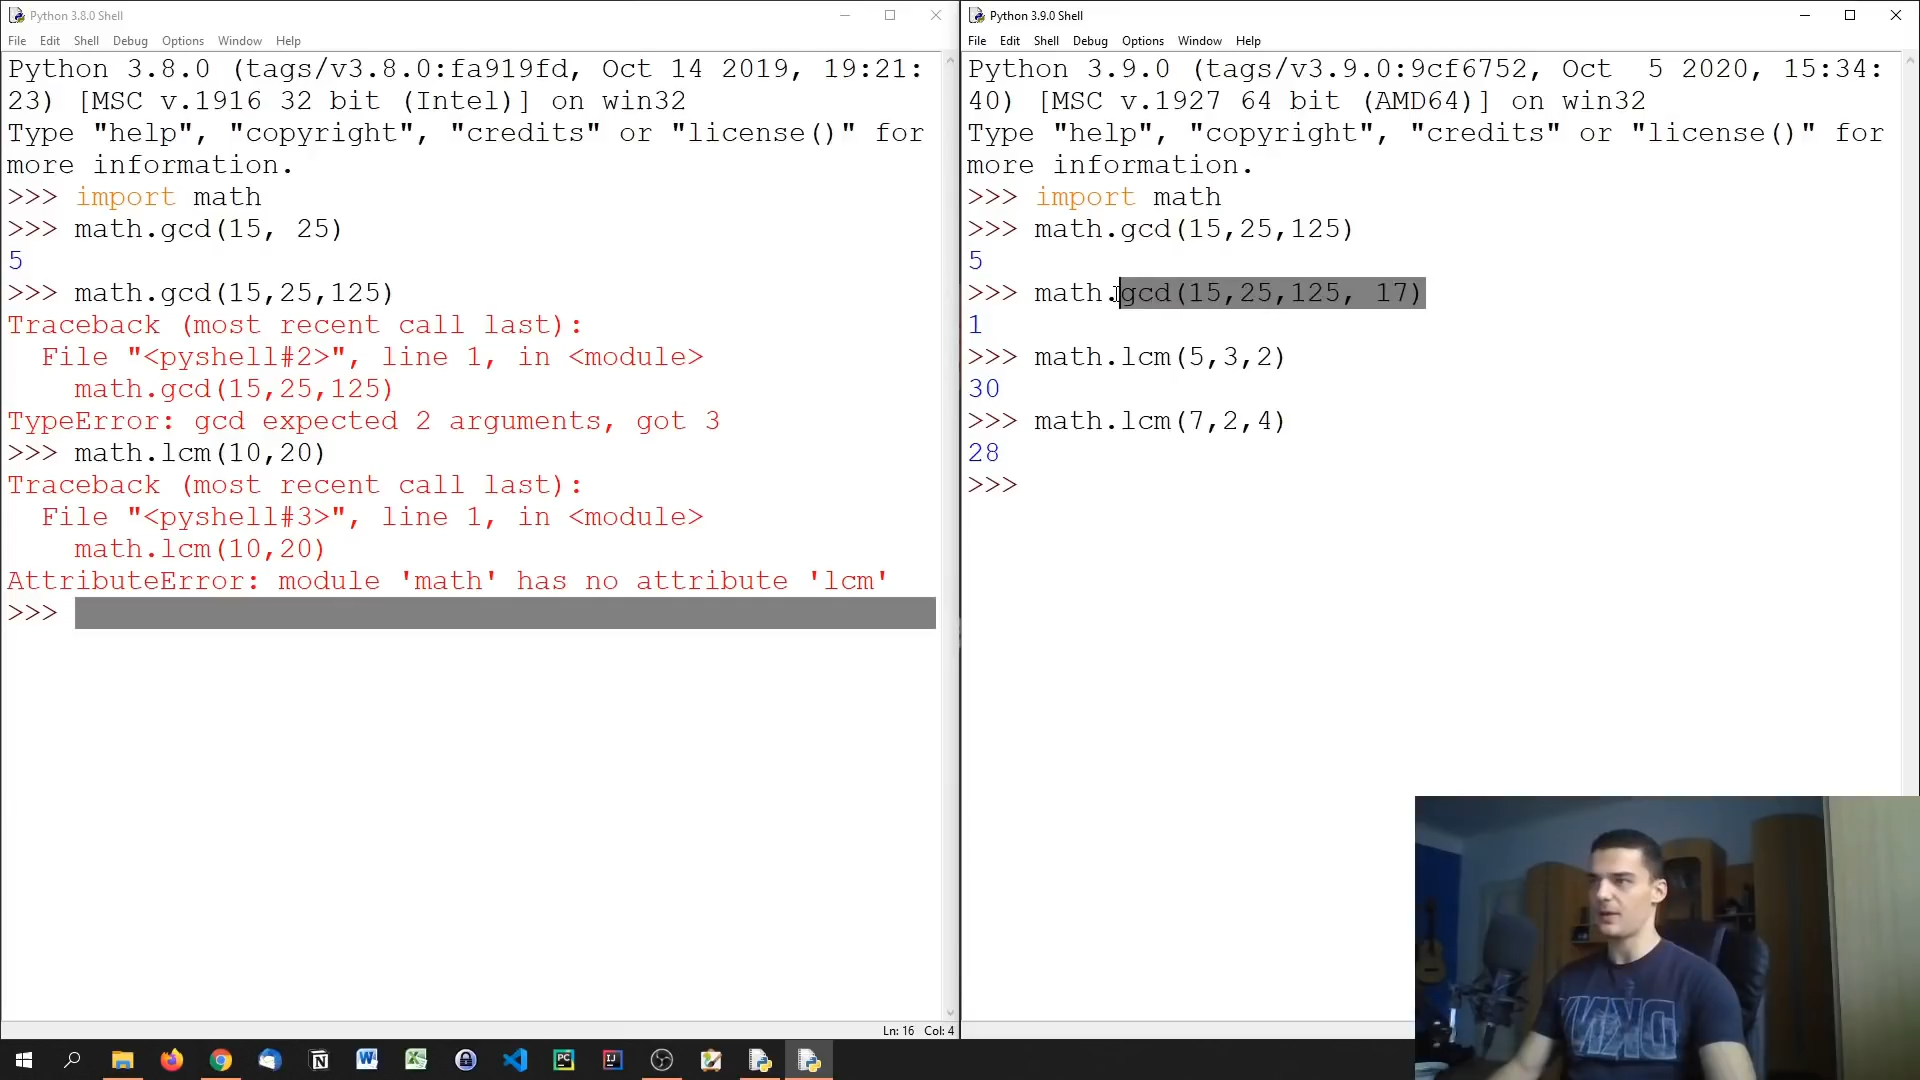 Python 3.8.0 Shell
File Edit Shell Debug Options Window Help
Python 3.8.0 (tags/v3.8.0:fa919fd, Oct 14 2019, 19:21:
23) [MSC v.1916 32 bit (Intel)] on win32
Type "help", "copyright", "credits" or "license()" for
more information.
>>> import math
>>> math.gcd(15, 25)
5
>>> math.gcd(15,25,125)
Traceback (most recent call last):
  File "<pyshell#2>", line 1, in <module>
    math.gcd(15,25,125)
TypeError: gcd expected 2 arguments, got 3
>>> math.lcm(10,20)
Traceback (most recent call last):
  File "<pyshell#3>", line 1, in <module>
    math.lcm(10,20)
AttributeError: module 'math' has no attribute 'lcm'
>>>
Ln: 16 Col: 4
Python 3.9.0 Shell
File Edit Shell Debug Options Window Help
Python 3.9.0 (tags/v3.9.0:9cf6752, Oct  5 2020, 15:34:
40) [MSC v.1927 64 bit (AMD64)] on win32
Type "help", "copyright", "credits" or "license()" for
more information.
>>> import math
>>> math.gcd(15,25,125)
5
>>> math.gcd(15,25,125, 17)
1
>>> math.lcm(5,3,2)
30
>>> math.lcm(7,2,4)
28
>>>